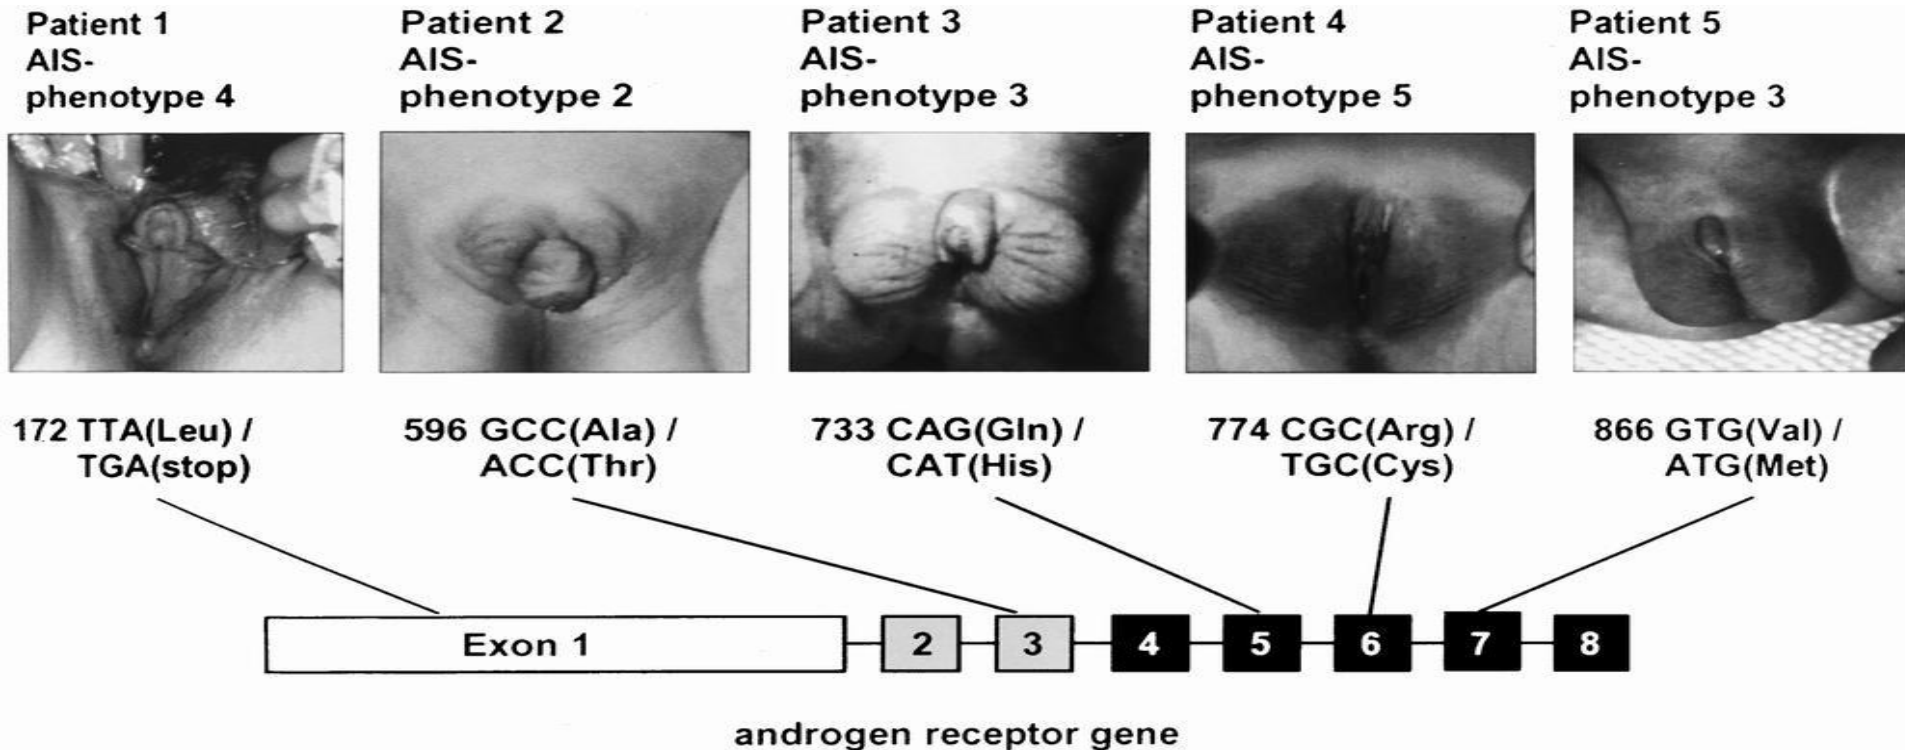 Patient 1
AIS-
phenotype 4
Patient 2
AIS-
phenotype 2
Patient 3
AIS-
phenotype 3
Patient 4
AIS-
phenotype 5
Patient 5
AIS-
phenotype 3
172 TTA(Leu) /
TGA(stop)
596 GCC(Ala) /
ACC(Thr)
733 CAG(Gln) /
CAT(His)
774 CGC(Arg) /
TGC(Cys)
866 GTG(Val) /
ATG(Met)
Exon 1
2
3
4
5
6
7
8
androgen receptor gene